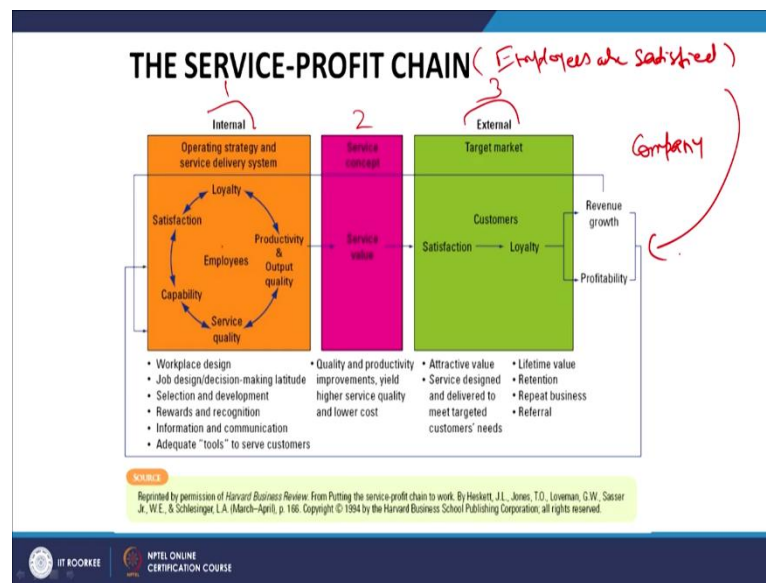 THE SERVICE-PROFIT CHAIN (Employees are satisfied)
1
2
3
Company
Internal
External
Operating strategy and
service delivery system
Loyalty
Satisfaction
Productivity
&
Output
quality
Employees
Capability
Service
quality
Service
concept
Service
value
Target market
Customers
Satisfaction
Loyalty
Revenue
growth
Profitability
• Workplace design
• Job design/decision-making latitude
• Selection and development
• Rewards and recognition
• Information and communication
• Adequate "tools" to serve customers
• Quality and productivity
improvements, yield
higher service quality
and lower cost
• Attractive value
• Service designed
and delivered to
meet targeted
customers' needs
• Lifetime value
• Retention
• Repeat business
• Referral
SOURCE
Reprinted by permission of Harvard Business Review. From Putting the service-profit chain to work. By Heskett, J.L., Jones, T.O., Loveman, G.W., Sasser
Jr., W.E., & Schlesinger, L.A. (March–April), p. 166. Copyright © 1994 by the Harvard Business School Publishing Corporation; all rights reserved.
IIT ROORKEE
NPTEL ONLINE
CERTIFICATION COURSE